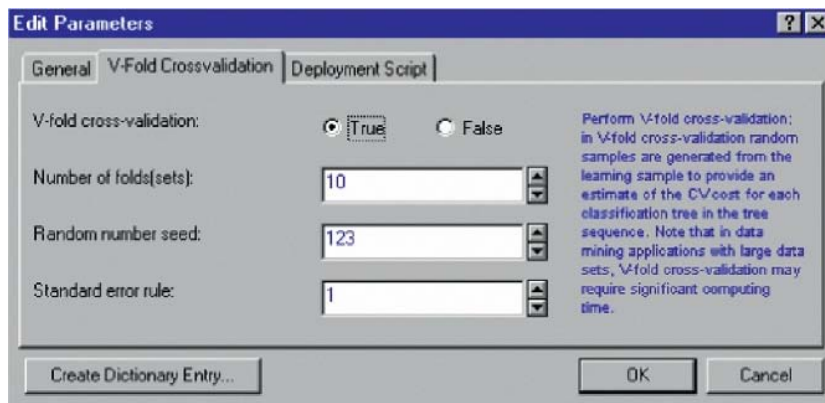 Edit Parameters
General
V-Fold Crossvalidation
Deployment Script
V-fold cross-validation:
True
False
Number of folds(sets):
10
Random number seed:
123
Standard error rule:
1
Perform V-fold cross-validation;
in V-fold cross-validation random
samples are generated from the
learning sample to provide an
estimate of the CV cost for each
classification tree in the tree
sequence. Note that in data
mining applications with large data
sets, V-fold cross-validation may
require significant computing
time.
Create Dictionary Entry...
OK
Cancel